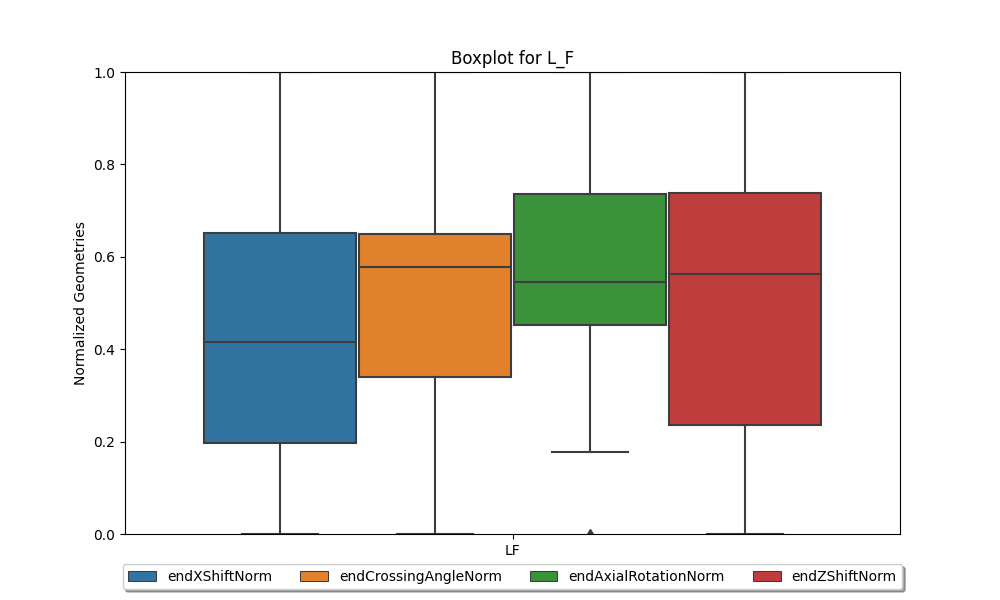 Boxplot for L_F
1.0
0.8
0.6
0.4
0.2
0.0
Normalized Geometries
LF
endXShiftNorm endCrossingAngleNorm endAxialRotationNorm endZShiftNorm